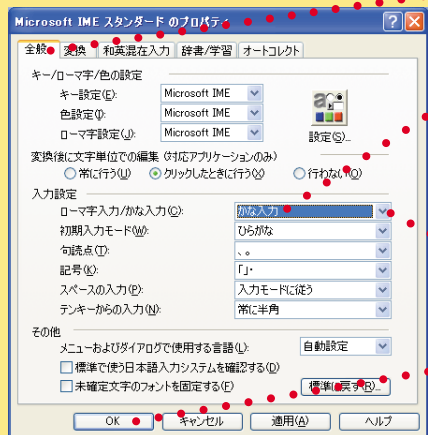 Microsoft IME スタンダード のプロパティ
全般 変換 和英混在入力 辞書/学習 オートコレクト
キー/ローマ字/色の設定
キー設定(E): Microsoft IME
色設定(I): Microsoft IME
ローマ字設定(J): Microsoft IME
設定(S)...
変換後に文字単位での編集 (対応アプリケーションのみ)
常に行う(U) クリックしたときに行う(X) 行わない(O)
入力設定
ローマ字入力/かな入力(C): かな入力
初期入力モード(W): ひらがな
句読点(T): 、。
記号(K): 「」・
スペースの入力(P): 入力モードに従う
テンキーからの入力(N): 常に半角
その他
メニューおよびダイアログで使用する言語(L): 自動設定
標準で使う日本語入力システムを確認する(D)
未確定文字のフォントを固定する(F) 標準に戻す(R)...
OK キャンセル 適用(A) ヘルプ